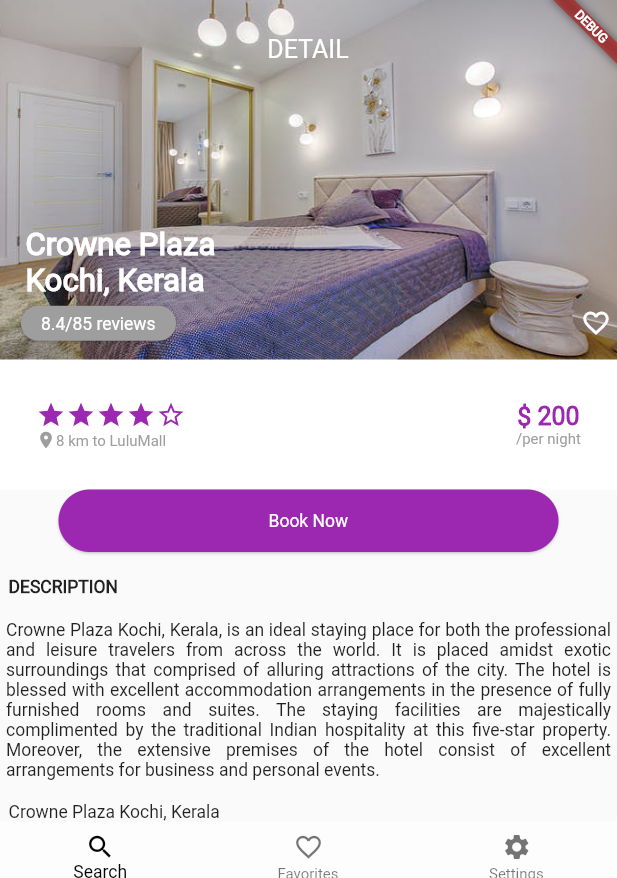 DEBUG
DETAIL
Crowne Plaza
Kochi, Kerala
8.4/85 reviews
8 km to LuluMall
$ 200
/per night
Book Now
DESCRIPTION
Crowne Plaza Kochi, Kerala, is an ideal staying place for both the professional
and leisure travelers from across the world. It is placed amidst exotic
surroundings that comprised of alluring attractions of the city. The hotel is
blessed with excellent accommodation arrangements in the presence of fully
furnished rooms and suites. The staying facilities are majestically
complimented by the traditional Indian hospitality at this five-star property.
Moreover, the extensive premises of the hotel consist of excellent
arrangements for business and personal events.
Crowne Plaza Kochi, Kerala
Search
Favorites
Settings